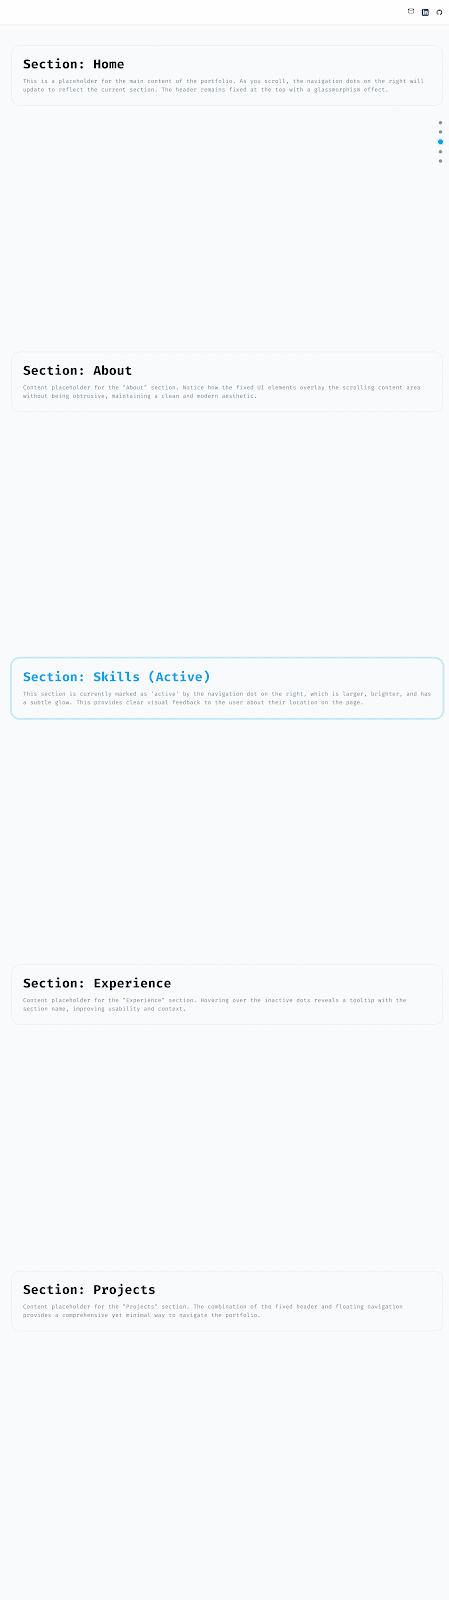 in
Section: Home
This is a placeholder for the main content of the portfolio. As you scroll, the navigation dots on the right will
update to reflect the current section. The header remains fixed at the top with a glassmorphism effect.
Section: About
Content placeholder for the "About" section. Notice how the fixed UI elements overlay the scrolling content area
without being obtrusive, maintaining a clean and modern aesthetic.
Section: Skills (Active)
This section is currently marked as 'active' by the navigation dot on the right, which is larger, brighter, and has
a subtle glow. This provides clear visual feedback to the user about their location on the page.
Section: Experience
Content placeholder for the "Experience" section. Hovering over the inactive dots reveals a tooltip with the
section name, improving usability and context.
Section: Projects
Content placeholder for the "Projects" section. The combination of the fixed header and floating navigation
provides a comprehensive yet minimal way to navigate the portfolio.